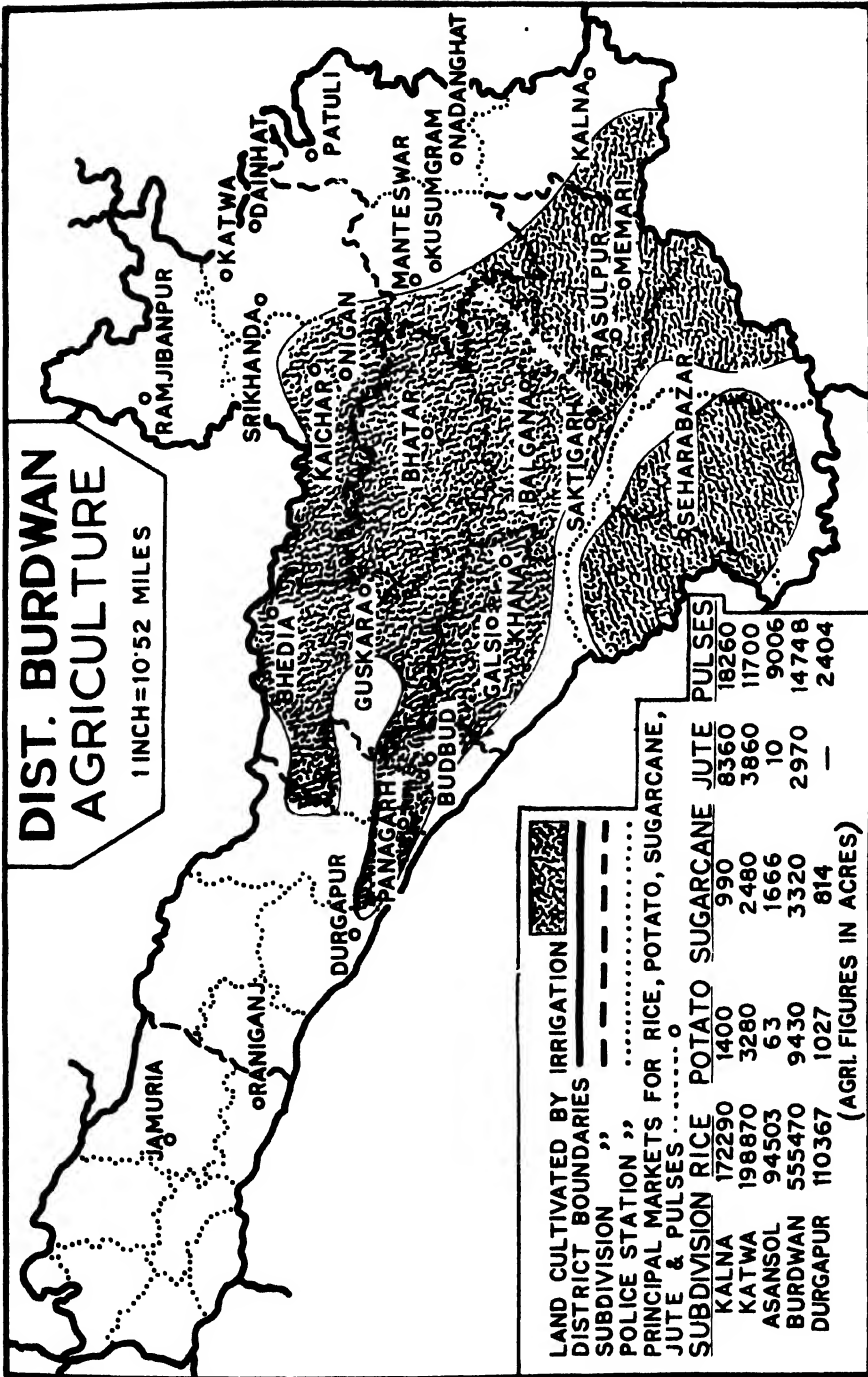 DIST. BURDWAN
AGRICULTURE
1 INCH=10·52 MILES
RAMJIBANPUR
KATWA
DAINHAT
SRIKHANDA
PATULI
KAICHAR
NIGAN
MANTESWAR
KUSUMGRAM
NADANGHAT
BHEDIA
GUSKARA
BHATAR
BALGANA
KALNA
JAMURIA
RANIGANJ
DURGAPUR
PANAGARH
BUDBUD
GALSI
KHANA
SAKTIGARH
RASULPUR
MEMARI
SEHARABAZAR
LAND CULTIVATED BY IRRIGATION
DISTRICT BOUNDARIES
SUBDIVISION ,,
POLICE STATION ,,
PRINCIPAL MARKETS FOR RICE, POTATO, SUGARCANE,
JUTE & PULSES ........ o
SUBDIVISION RICE POTATO SUGARCANE JUTE PULSES
KALNA 172290 1400 990 8360 18260
KATWA 198870 3280 2480 3860 11700
ASANSOL 94503 63 1666 10 9006
BURDWAN 555470 9430 3320 2970 14748
DURGAPUR 110367 1027 814 — 2404
(AGRI. FIGURES IN ACRES)